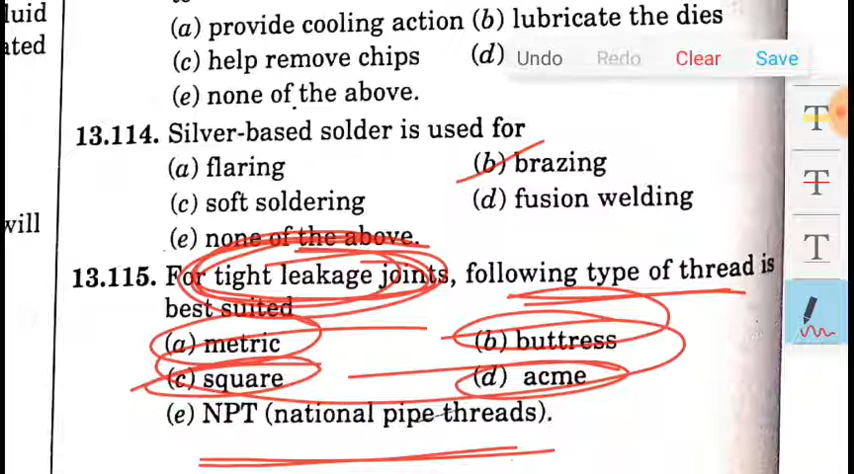 luid
ated
(a) provide cooling action (b) lubricate the dies
(c) help remove chips (d)
Undo Redo Clear Save
(e) none of the above.
13.114. Silver-based solder is used for
(a) flaring (b) brazing
(c) soft soldering (d) fusion welding
will
(e) none of the above.
13.115. For tight leakage joints, following type of thread is
best suited
(a) metric (b) buttress
(c) square (d) acme
(e) NPT (national pipe threads).
T
T
T